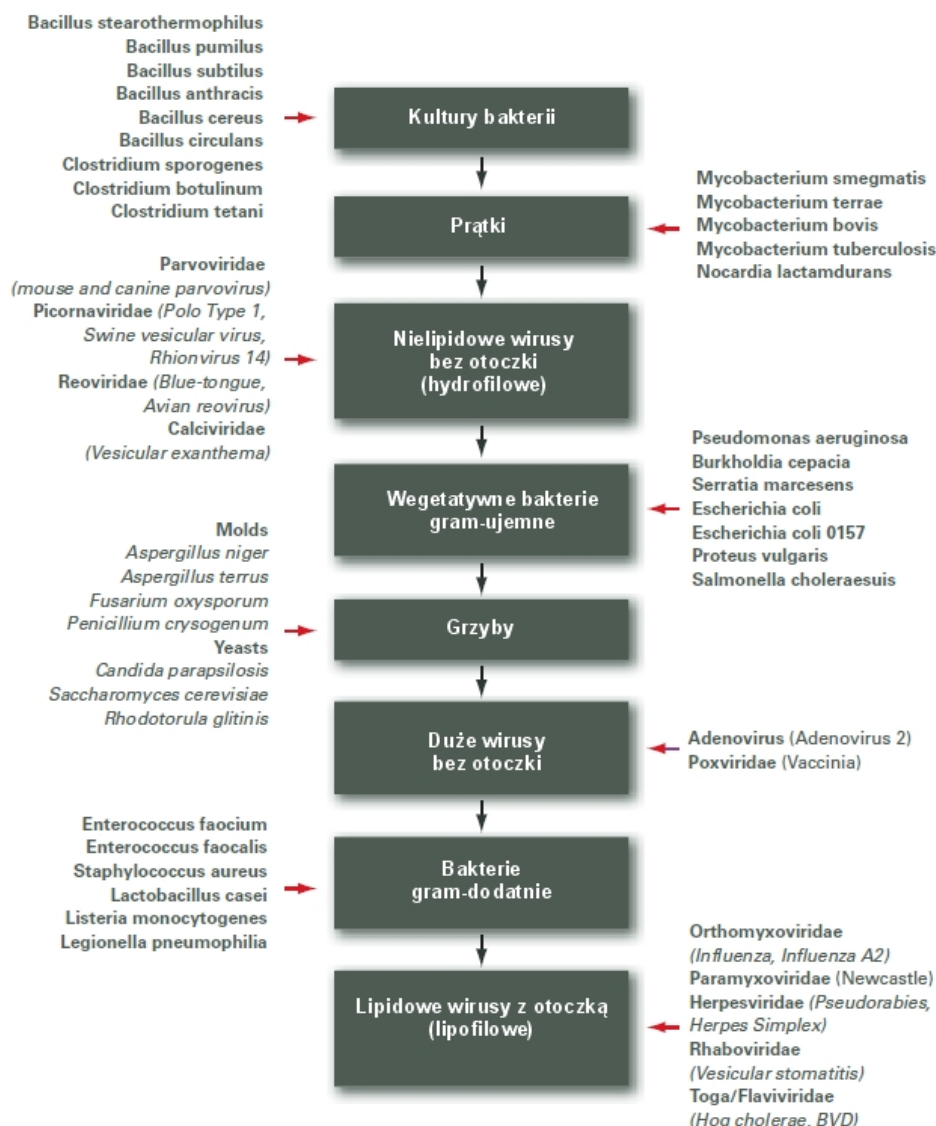 Bacillus stearothermophilus
Bacillus pumilus
Bacillus subtilus
Bacillus anthracis
Bacillus cereus
Bacillus circulans
Clostridium sporogenes
Clostridium botulinum
Clostridium tetani
Kultury bakterii
Prątki
Mycobacterium smegmatis
Mycobacterium terrae
Mycobacterium bovis
Mycobacterium tuberculosis
Nocardia lactamdurans
Parvoviridae
(mouse and canine parvovirus)
Picornaviridae (Polo Type 1,
Swine vesicular virus,
Rhionvirus 14)
Reoviridae (Blue-tongue,
Avian reovirus)
Calciviridae
(Vesicular exanthema)
Nielipidowe wirusy
bez otoczki
(hydrofilowe)
Wegetatywne bakterie
gram-ujemne
Pseudomonas aeruginosa
Burkholdia cepacia
Serratia marcesens
Escherichia coli
Escherichia coli 0157
Proteus vulgaris
Salmonella choleraesuis
Molds
Aspergillus niger
Aspergillus terrus
Fusarium oxysporum
Penicillium crysogenum
Yeasts
Candida parapsilosis
Saccharomyces cerevisiae
Rhodotorula glitinis
Grzyby
Duże wirusy
bez otoczki
Adenovirus (Adenovirus 2)
Poxviridae (Vaccinia)
Enterococcus faocium
Enterococcus faocalis
Staphylococcus aureus
Lactobacillus casei
Listeria monocytogenes
Legionella pneumophilia
Bakterie
gram-dodatnie
Lipidowe wirusy z otoczką
(lipofilowe)
Orthomyxoviridae
(Influenza, Influenza A2)
Paramyxoviridae (Newcastle)
Herpesviridae (Pseudorabies,
Herpes Simplex)
Rhaboviridae
(Vesicular stomatitis)
Toga/Flaviviridae
(Hog cholerae, BVD)